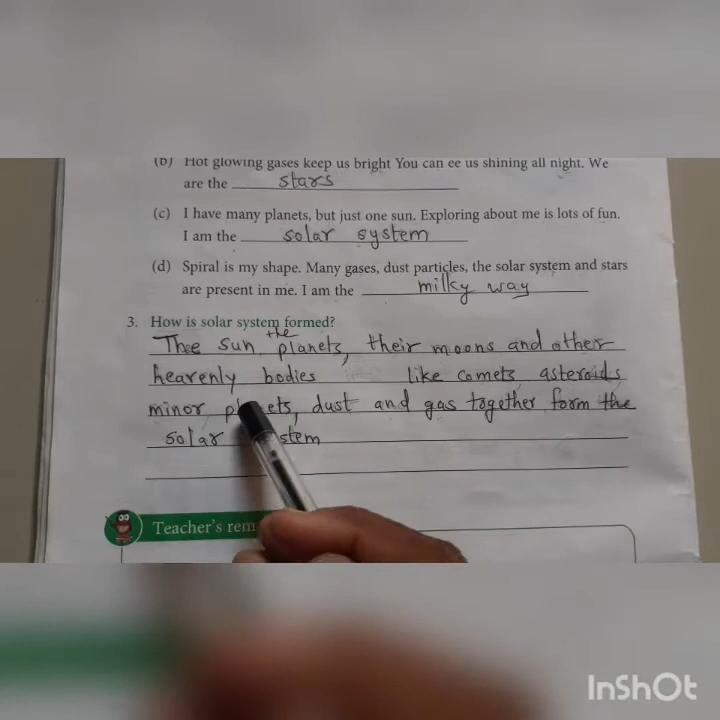 (b) Hot glowing gases keep us bright You can ee us shining all night. We
are the stars
(c) I have many planets, but just one sun. Exploring about me is lots of fun.
I am the solar system
(d) Spiral is my shape. Many gases, dust particles, the solar system and stars
are present in me. I am the milky way
3. How is solar system formed?
The sun, the planets, their moons and other
heavenly bodies like comets asteroids
minor planets, dust and gas together form the
solar stem
Teacher's rem
InShOt